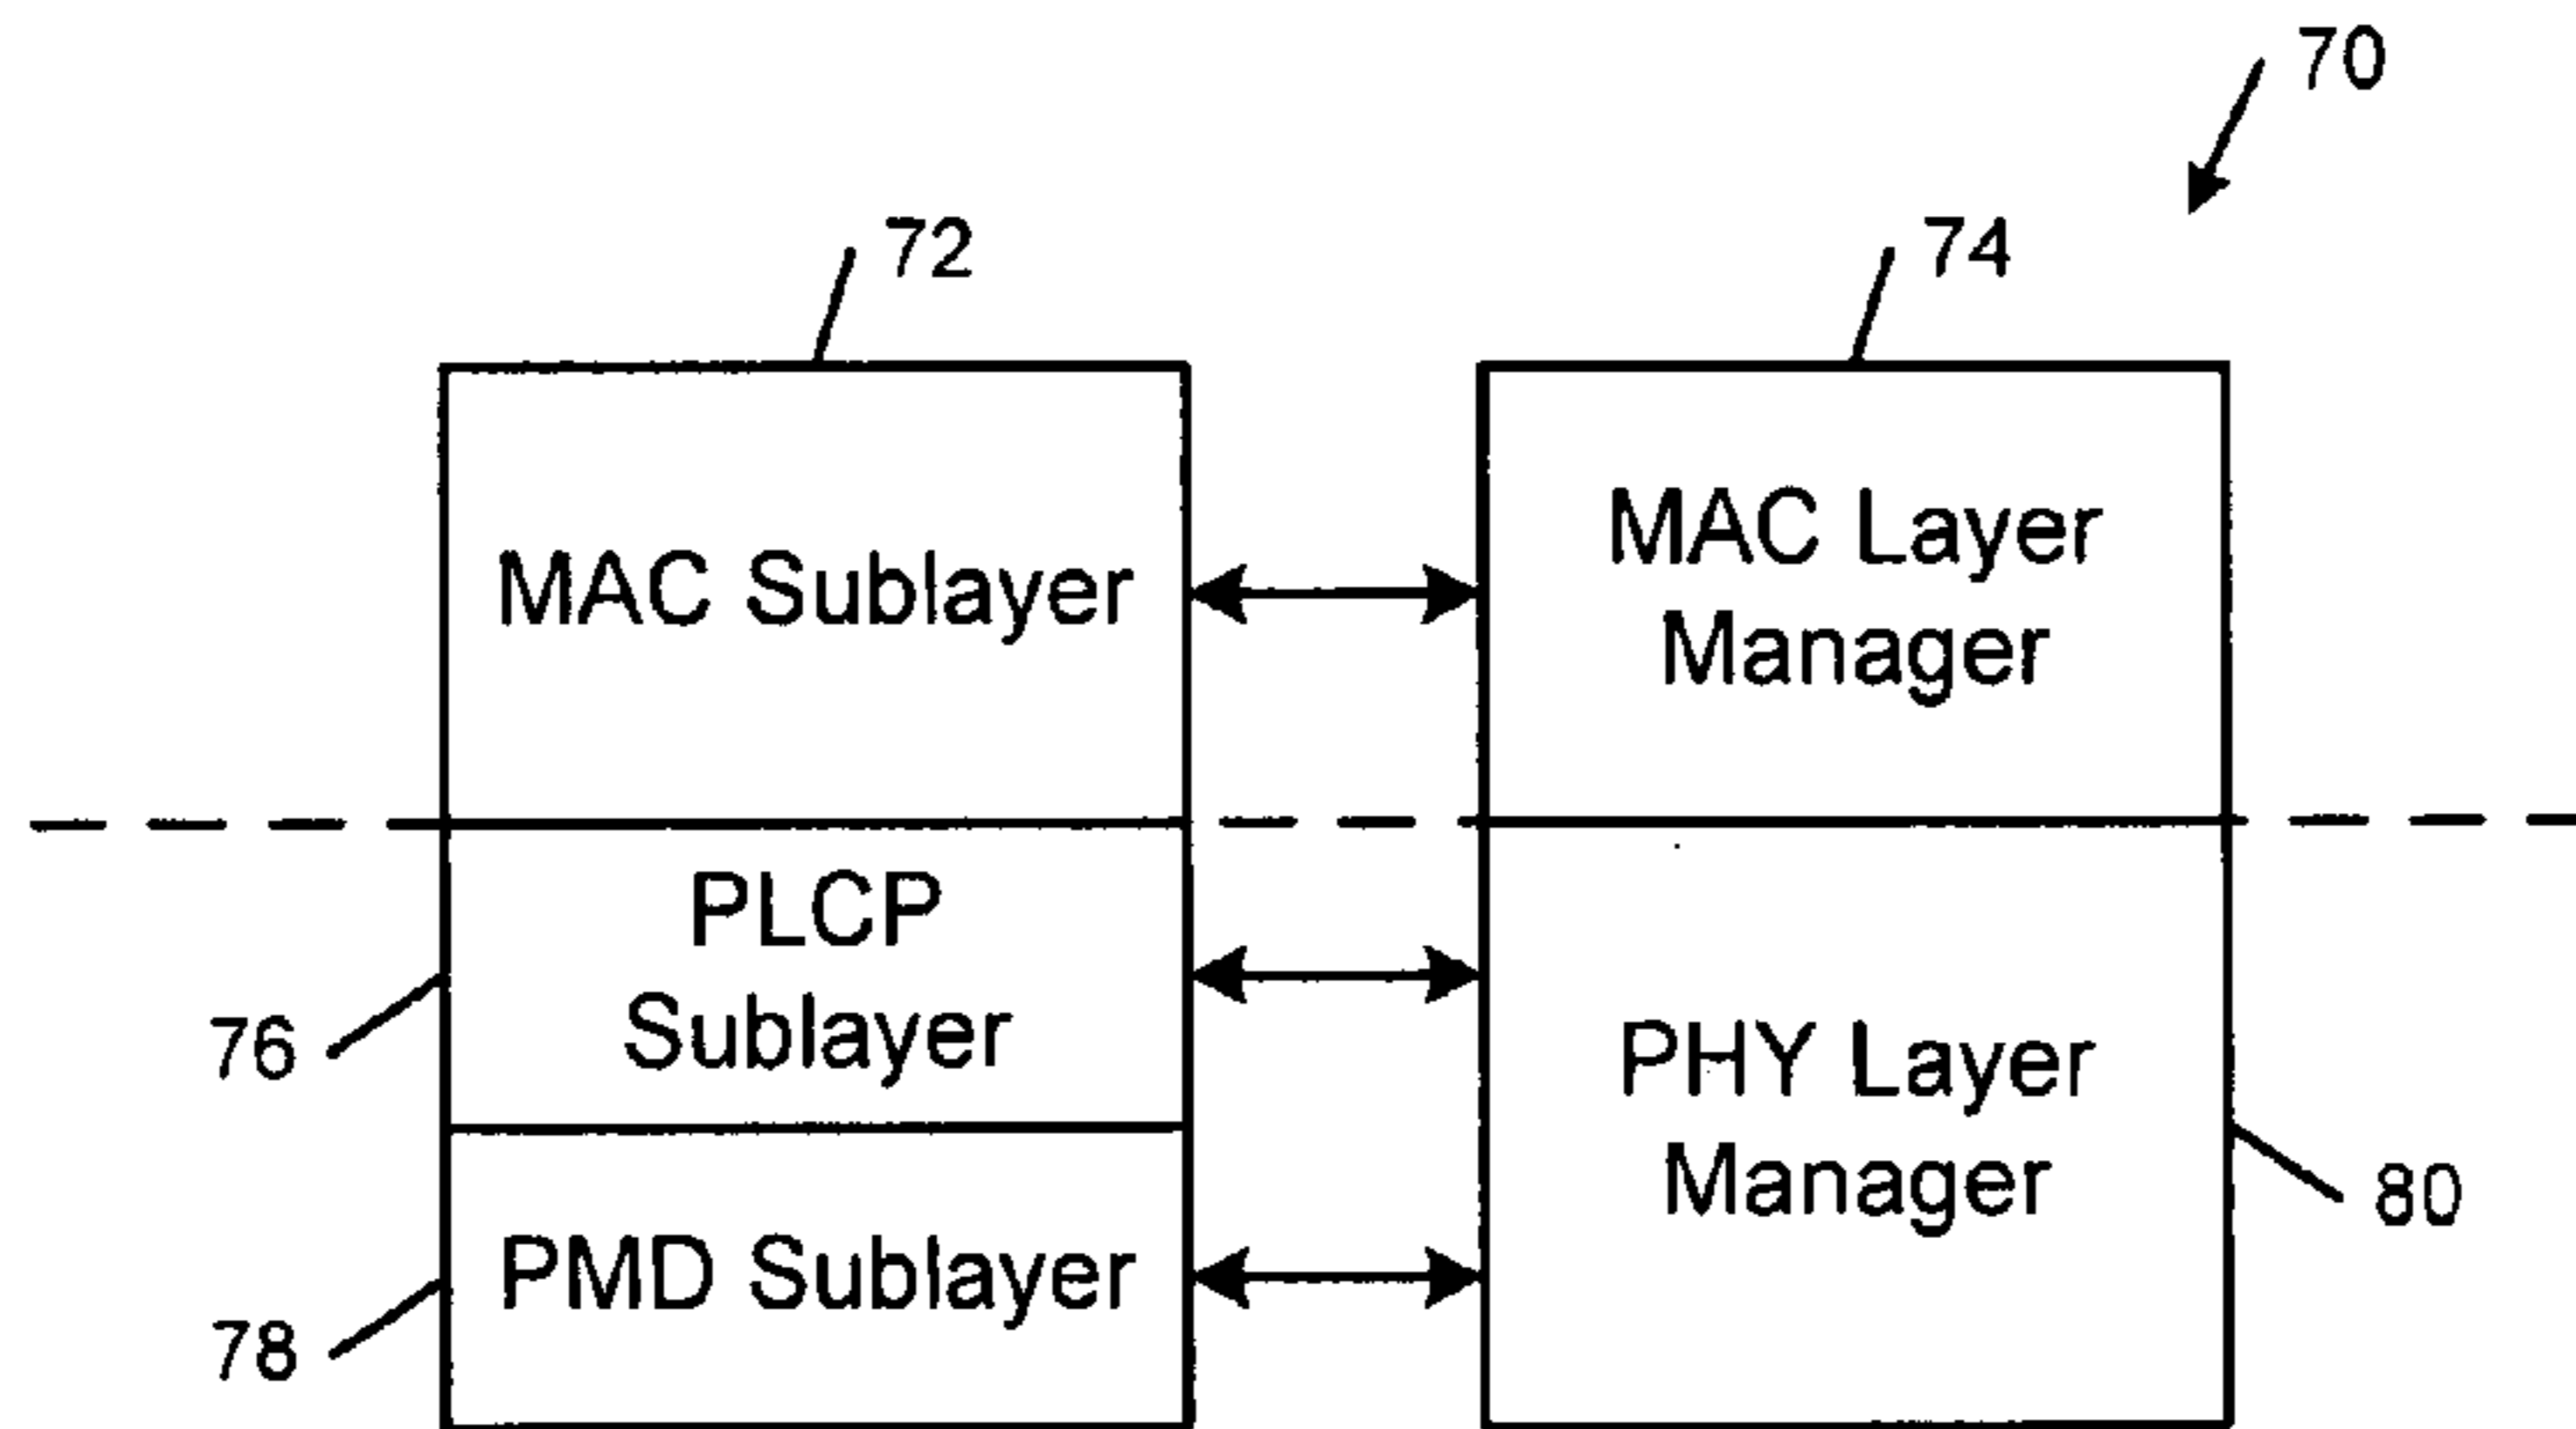 70
72
74
MAC Sublayer
MAC Layer
Manager
PLCP
Sublayer
76
PHY Layer
Manager
80
PMD Sublayer
78